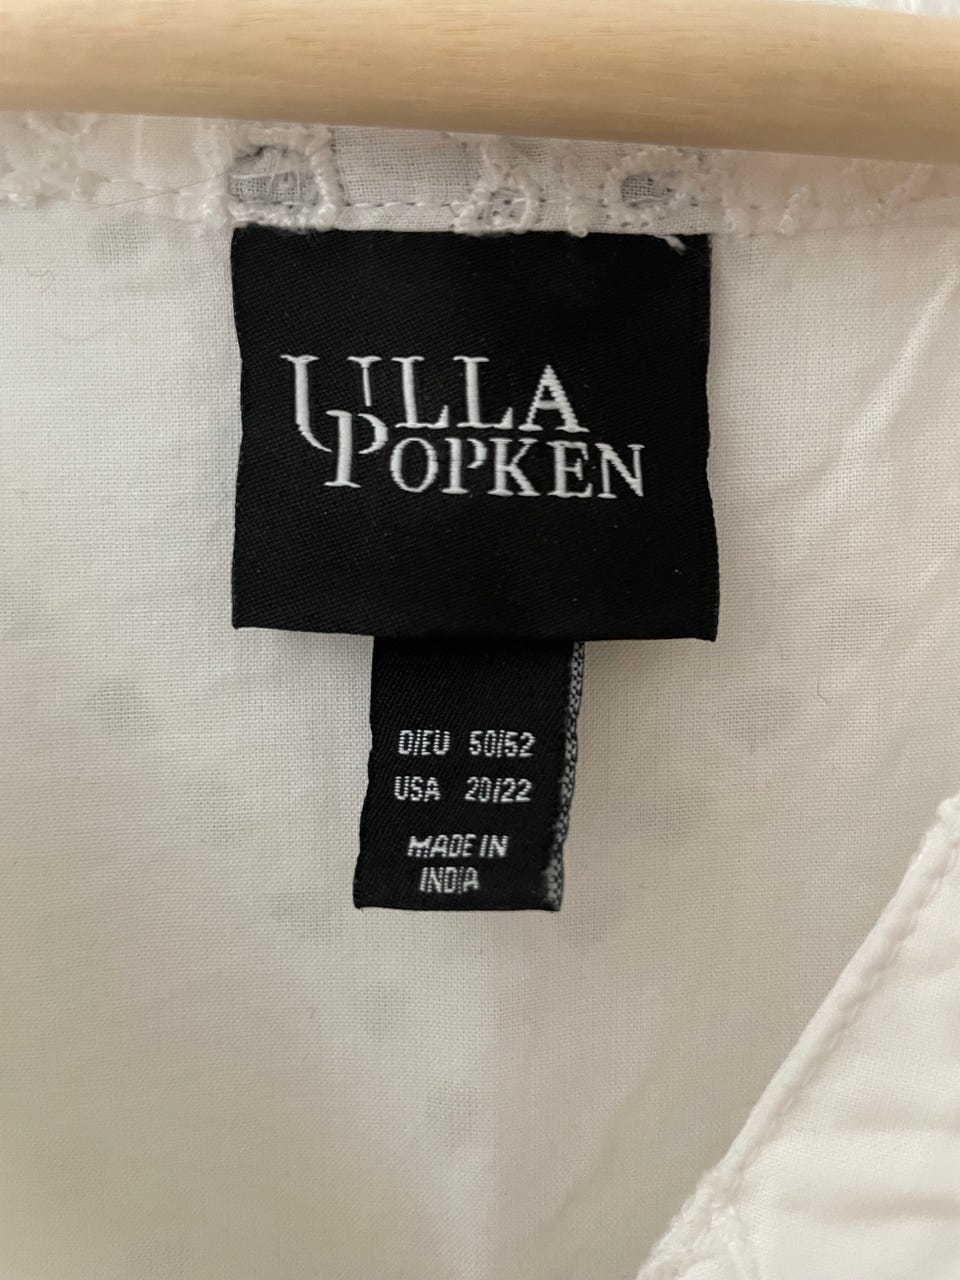 ULLA
POPKEN
D/EU 50/52
USA 20/22
MADE IN
INDIA